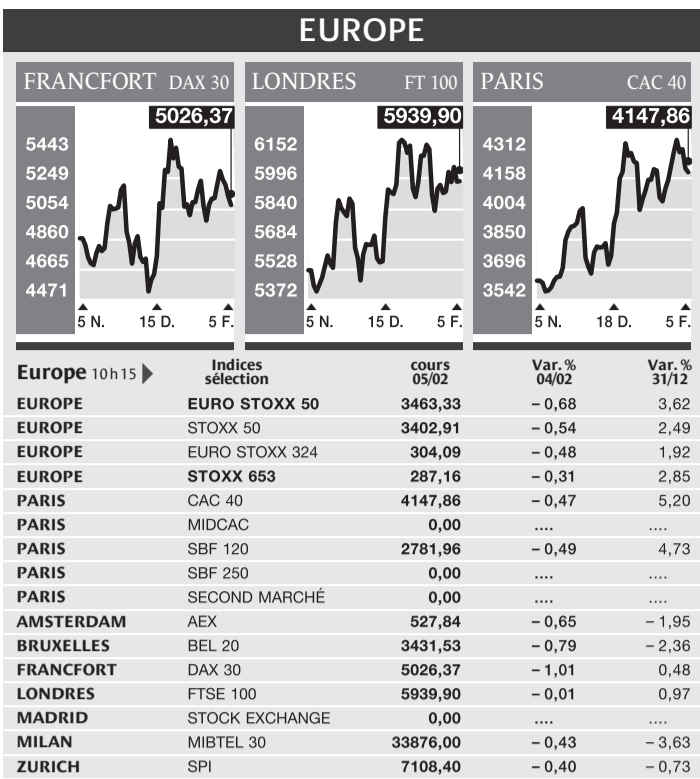 EUROPE
FRANCFORT DAX 30
5026,37
5443
5249
5054
4860
4665
4471
5 N. 15 D. 5 F.
LONDRES FT 100
5939,90
6152
5996
5840
5684
5528
5372
5 N. 15 D. 5 F.
PARIS CAC 40
4147,86
4312
4158
4004
3850
3696
3542
5 N. 18 D. 5 F.
Europe 10h15 Indices sélection cours 05/02 Var. % 04/02 Var. % 31/12
EUROPE EURO STOXX 50 3463,33 – 0,68 3,62
EUROPE STOXX 50 3402,91 – 0,54 2,49
EUROPE EURO STOXX 324 304,09 – 0,48 1,92
EUROPE STOXX 653 287,16 – 0,31 2,85
PARIS CAC 40 4147,86 – 0,47 5,20
PARIS MIDCAC 0,00 .... ....
PARIS SBF 120 2781,96 – 0,49 4,73
PARIS SBF 250 0,00 .... ....
PARIS SECOND MARCHÉ 0,00 .... ....
AMSTERDAM AEX 527,84 – 0,65 – 1,95
BRUXELLES BEL 20 3431,53 – 0,79 – 2,36
FRANCFORT DAX 30 5026,37 – 1,01 0,48
LONDRES FTSE 100 5939,90 – 0,01 0,97
MADRID STOCK EXCHANGE 0,00 .... ....
MILAN MIBTEL 30 33876,00 – 0,43 – 3,63
ZURICH SPI 7108,40 – 0,40 – 0,73